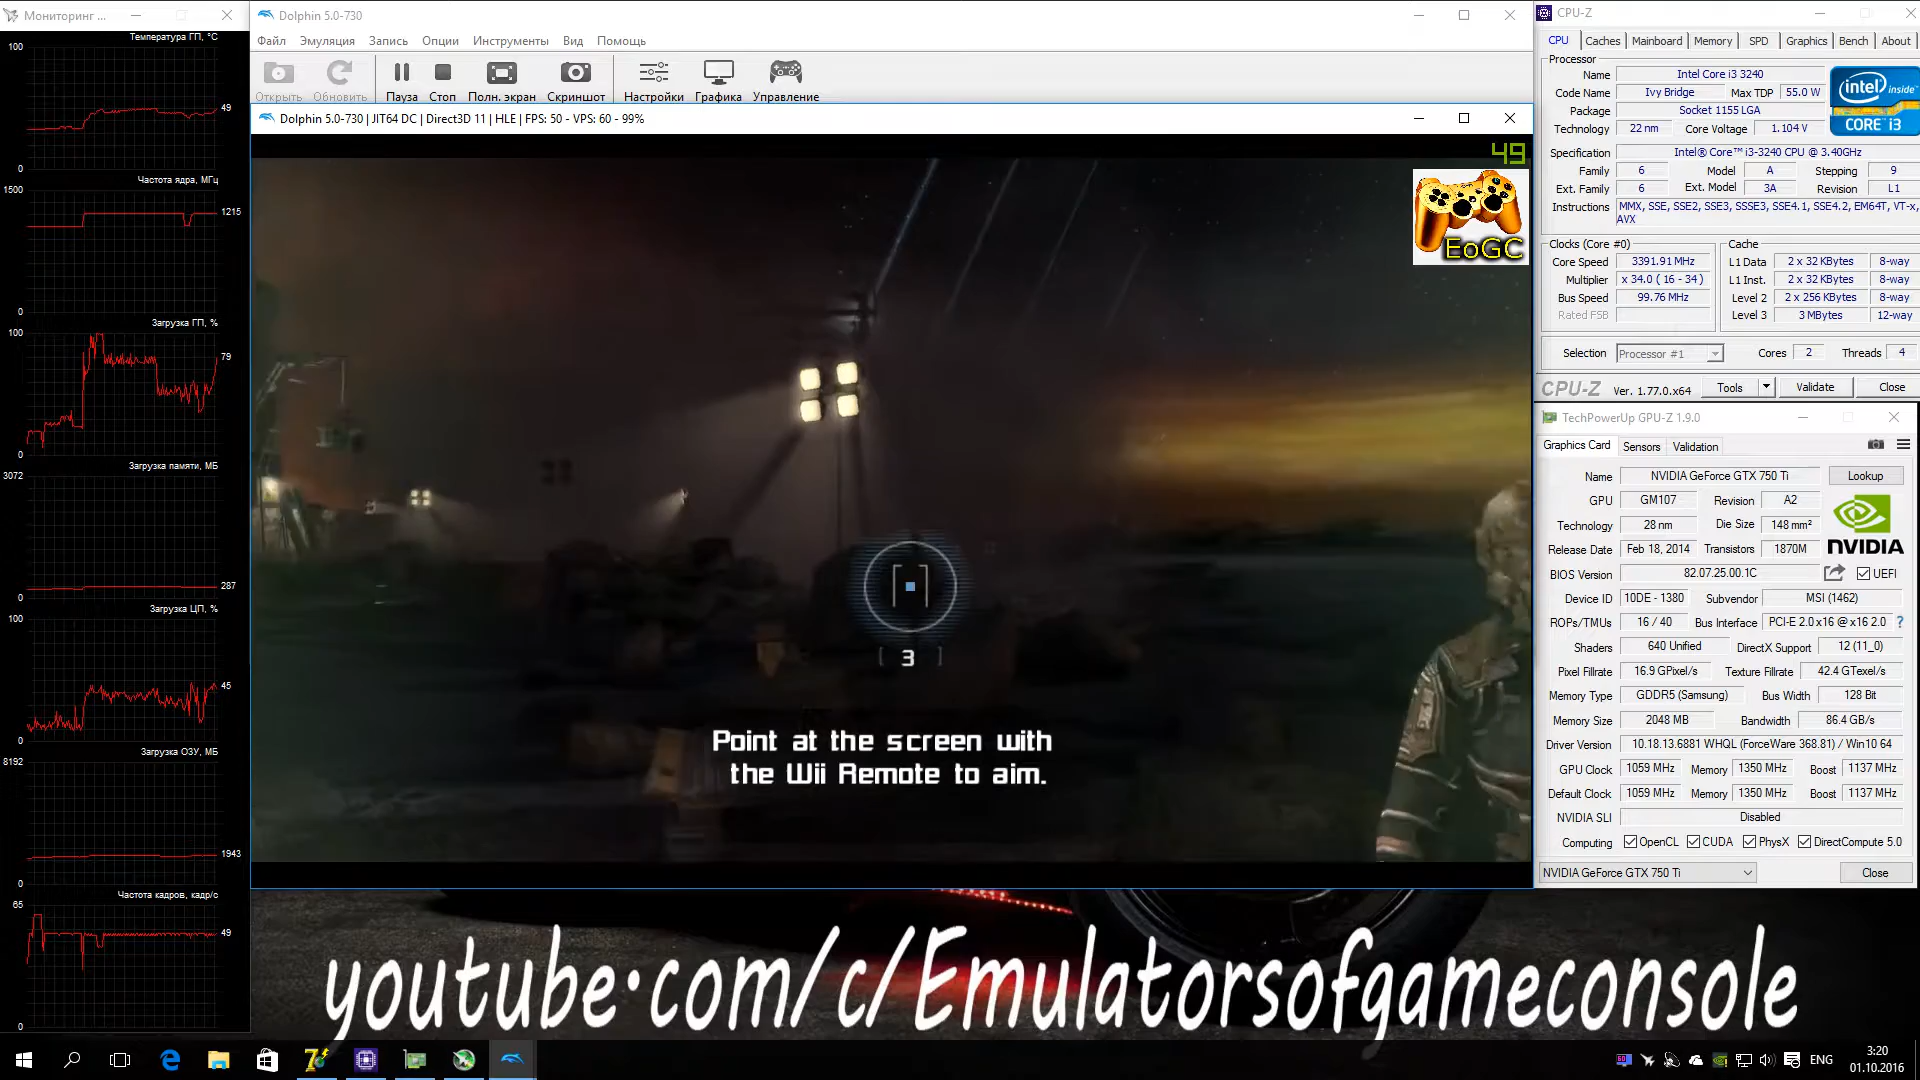 Мониторинг ...
Температура ГП, °C
100
49
0
Частота ядра, МГц
1500
1215
0
Загрузка ГП, %
100
79
0
Загрузка памяти, МБ
3072
287
0
Загрузка ЦП, %
100
45
0
Загрузка ОЗУ, МБ
8192
1943
0
Частота кадров, кадр/с
65
49
0
Dolphin 5.0-730
Файл Эмуляция Запись Опции Инструменты Вид Помощь
Открыть Обновить Пауза Стоп Полн. экран Скриншот Настройки Графика Управление
Dolphin 5.0-730 | JIT64 DC | Direct3D 11 | HLE | FPS: 50 - VPS: 60 - 99%
49
EoGC
3
Point at the screen with
the Wii Remote to aim.
CPU-Z
CPU Caches Mainboard Memory SPD Graphics Bench About
Processor
Name Intel Core i3 3240
Code Name Ivy Bridge Max TDP 55.0 W
Package Socket 1155 LGA
Technology 22 nm Core Voltage 1.104 V
intel inside™
CORE i3
Specification Intel® Core™ i3-3240 CPU @ 3.40GHz
Family 6 Model A Stepping 9
Ext. Family 6 Ext. Model 3A Revision L1
Instructions MMX, SSE, SSE2, SSE3, SSSE3, SSE4.1, SSE4.2, EM64T, VT-x,
AVX
Clocks (Core #0) Cache
Core Speed 3391.91 MHz L1 Data 2 x 32 KBytes 8-way
Multiplier x 34.0 ( 16 - 34 ) L1 Inst. 2 x 32 KBytes 8-way
Bus Speed 99.76 MHz Level 2 2 x 256 KBytes 8-way
Rated FSB Level 3 3 MBytes 12-way
Selection Processor #1 Cores 2 Threads 4
CPU-Z Ver. 1.77.0.x64 Tools Validate Close
TechPowerUp GPU-Z 1.9.0
Graphics Card Sensors Validation
Name NVIDIA GeForce GTX 750 Ti Lookup
GPU GM107 Revision A2
Technology 28 nm Die Size 148 mm²
Release Date Feb 18, 2014 Transistors 1870M
NVIDIA
BIOS Version 82.07.25.00.1C UEFI
Device ID 10DE - 1380 Subvendor MSI (1462)
ROPs/TMUs 16 / 40 Bus Interface PCI-E 2.0 x16 @ x16 2.0 ?
Shaders 640 Unified DirectX Support 12 (11_0)
Pixel Fillrate 16.9 GPixel/s Texture Fillrate 42.4 GTexel/s
Memory Type GDDR5 (Samsung) Bus Width 128 Bit
Memory Size 2048 MB Bandwidth 86.4 GB/s
Driver Version 10.18.13.6881 WHQL (ForceWare 368.81) / Win10 64
GPU Clock 1059 MHz Memory 1350 MHz Boost 1137 MHz
Default Clock 1059 MHz Memory 1350 MHz Boost 1137 MHz
NVIDIA SLI Disabled
Computing OpenCL CUDA PhysX DirectCompute 5.0
NVIDIA GeForce GTX 750 Ti Close
youtube.com/c/Emulatorsofgameconsole
ENG
3:20
01.10.2016